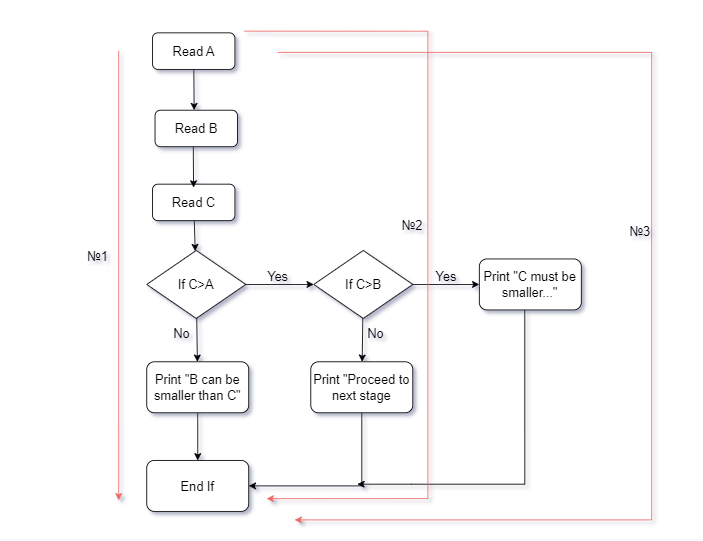 Read A
Read B
Read C
№2
№3
№1
If C>A
Yes
If C>B
Yes
Print "C must be
smaller..."
No
No
Print "B can be
smaller than C"
Print "Proceed to
next stage
End If